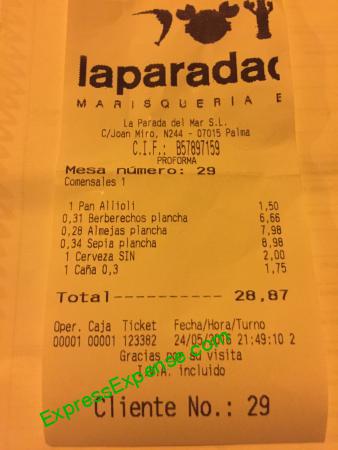 laparadac
MARISQUERIA E
La Parada del Mar S.L.
C/Joan Miro, N244 - 07015 Palma
C.I.F.: B57897159
PROFORMA
Mesa número: 29
Comensales 1
1 Pan Allioli 1,50
0,31 Berberechos plancha 6,66
0,28 Almejas plancha 7,98
0,34 Sepia plancha 8,98
1 Cerveza SIN 2,00
1 Caña 0,3 1,75
Total---------- 28,87
Oper. Caja Ticket Fecha/Hora/Turno
00001 00001 123382 24/05/2016 21:49:10 2
Gracias por su visita
I.V.A. incluido
Cliente No.: 29
ExpressExpense.com